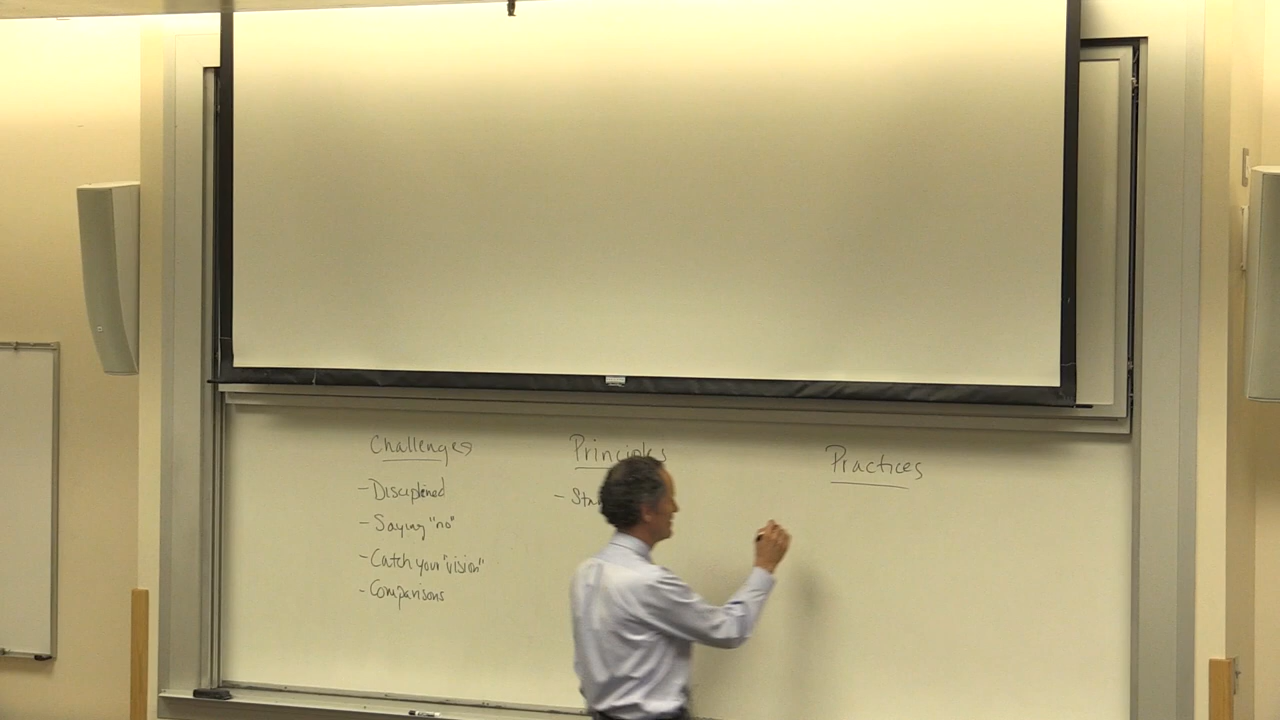 Challenges
- Disciplined
- Saying "no"
- Catch your "vision"
- Comparisons
Principles
-
Practices